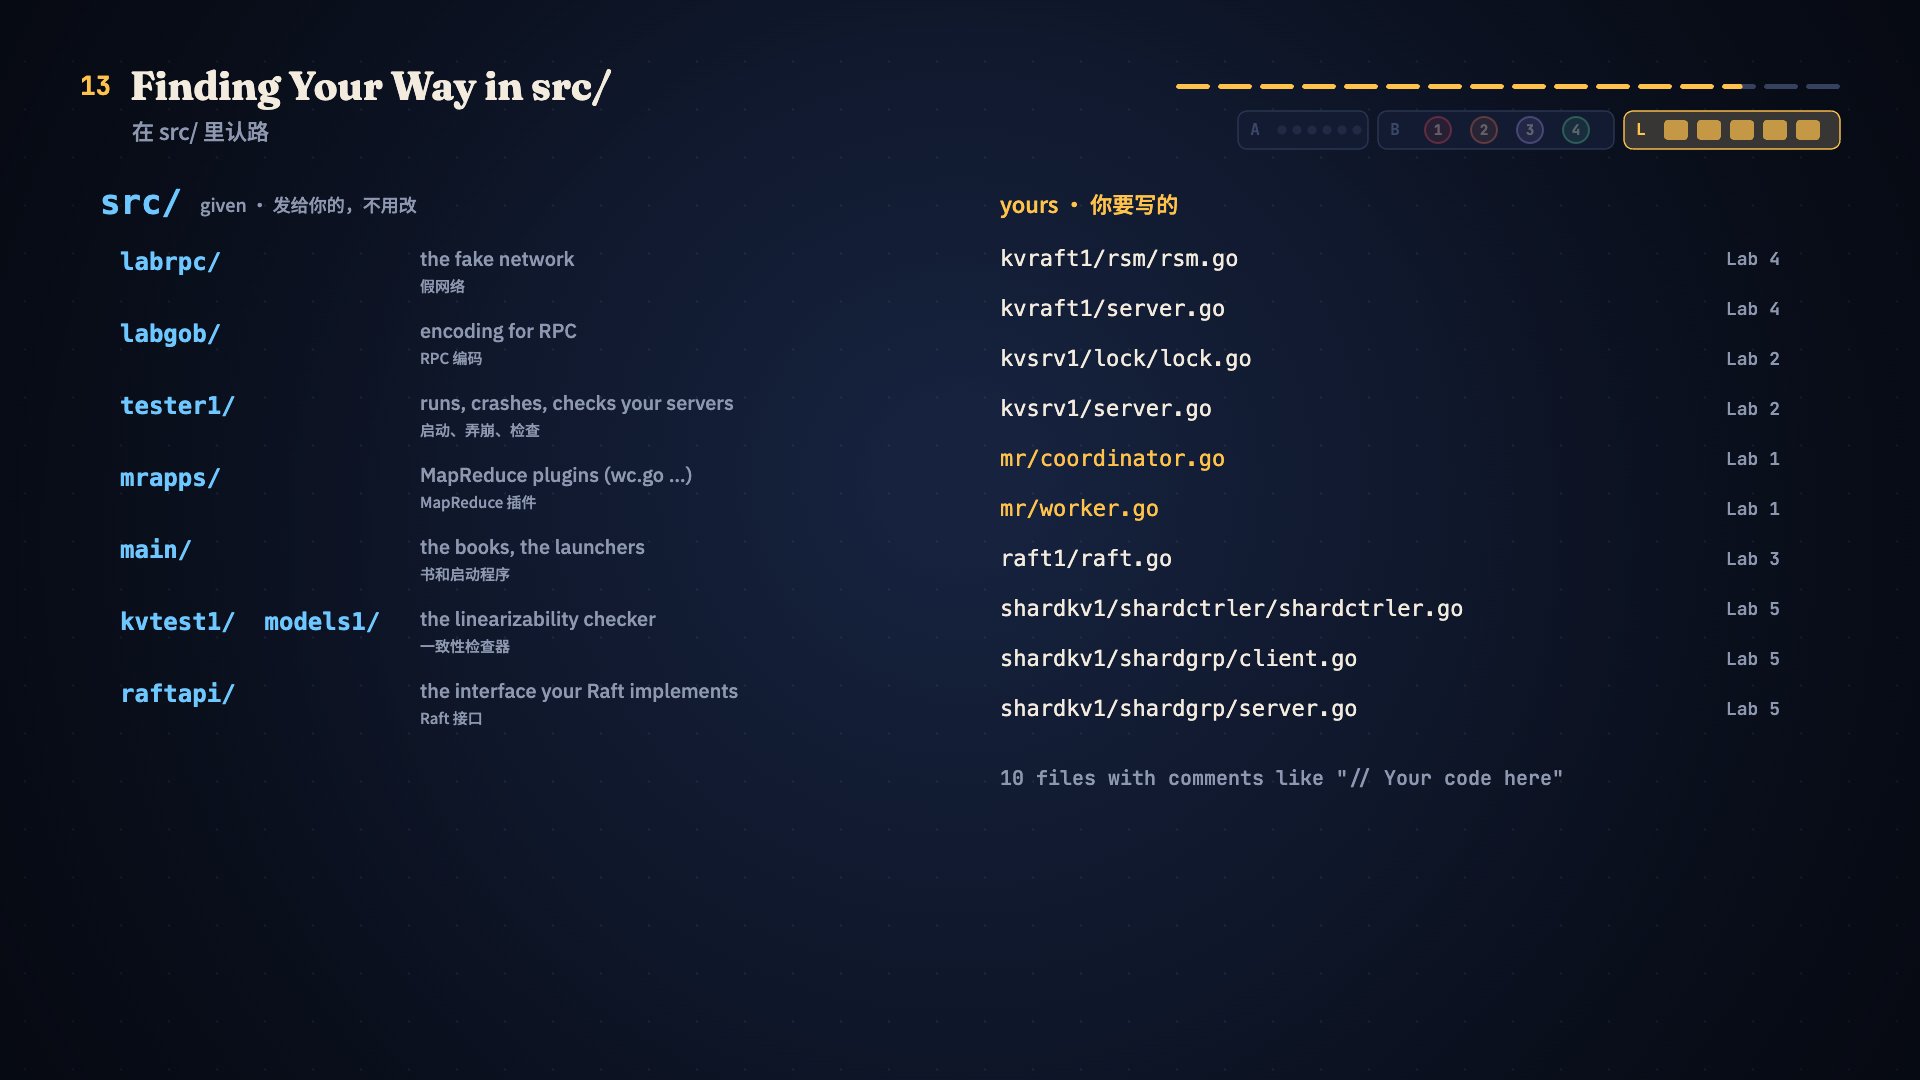 13 Finding Your Way in src/
在 src/ 里认路
A
B 1 2 3 4
L
src/ given · 发给你的，不用改
labrpc/ the fake network
假网络
labgob/ encoding for RPC
RPC 编码
tester1/ runs, crashes, checks your servers
启动、弄崩、检查
mrapps/ MapReduce plugins (wc.go ...)
MapReduce 插件
main/ the books, the launchers
书和启动程序
kvtest1/ models1/ the linearizability checker
一致性检查器
raftapi/ the interface your Raft implements
Raft 接口
yours · 你要写的
kvraft1/rsm/rsm.go Lab 4
kvraft1/server.go Lab 4
kvsrv1/lock/lock.go Lab 2
kvsrv1/server.go Lab 2
mr/coordinator.go Lab 1
mr/worker.go Lab 1
raft1/raft.go Lab 3
shardkv1/shardctrler/shardctrler.go Lab 5
shardkv1/shardgrp/client.go Lab 5
shardkv1/shardgrp/server.go Lab 5
10 files with comments like "// Your code here"